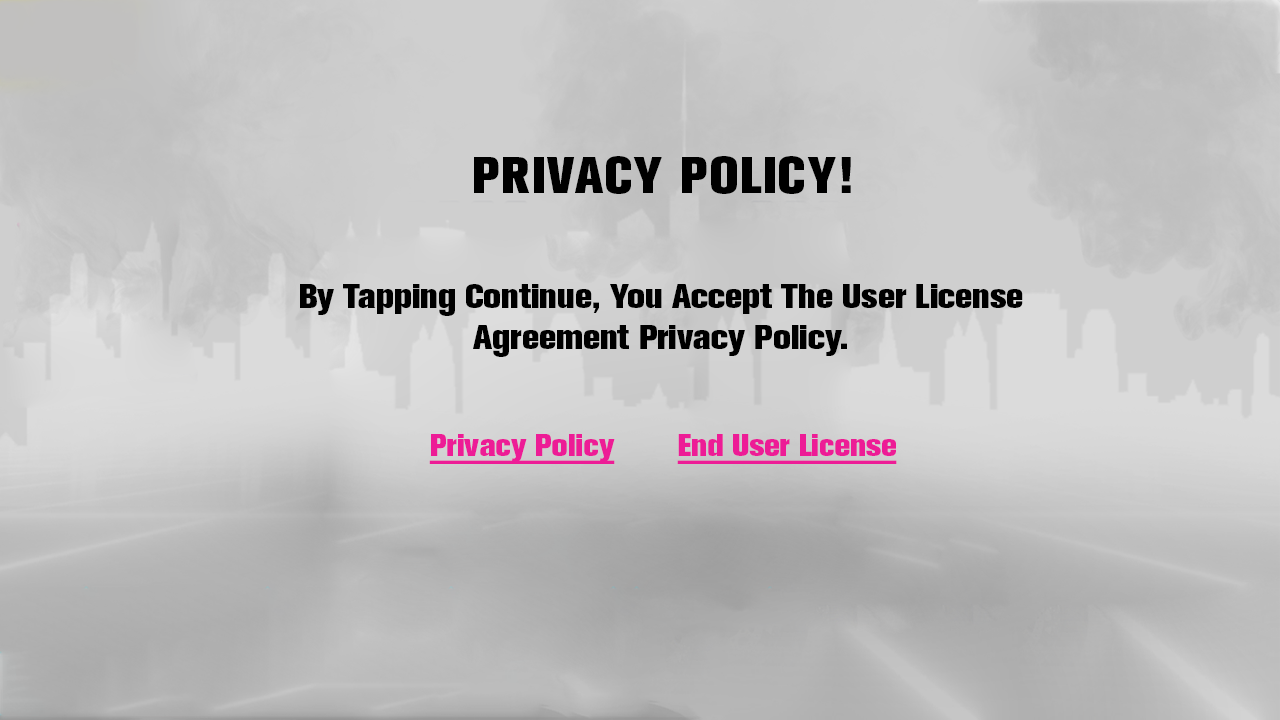 PRIVACY POLICY!
By Tapping Continue, You Accept The User License
Agreement Privacy Policy.
Privacy Policy End User License